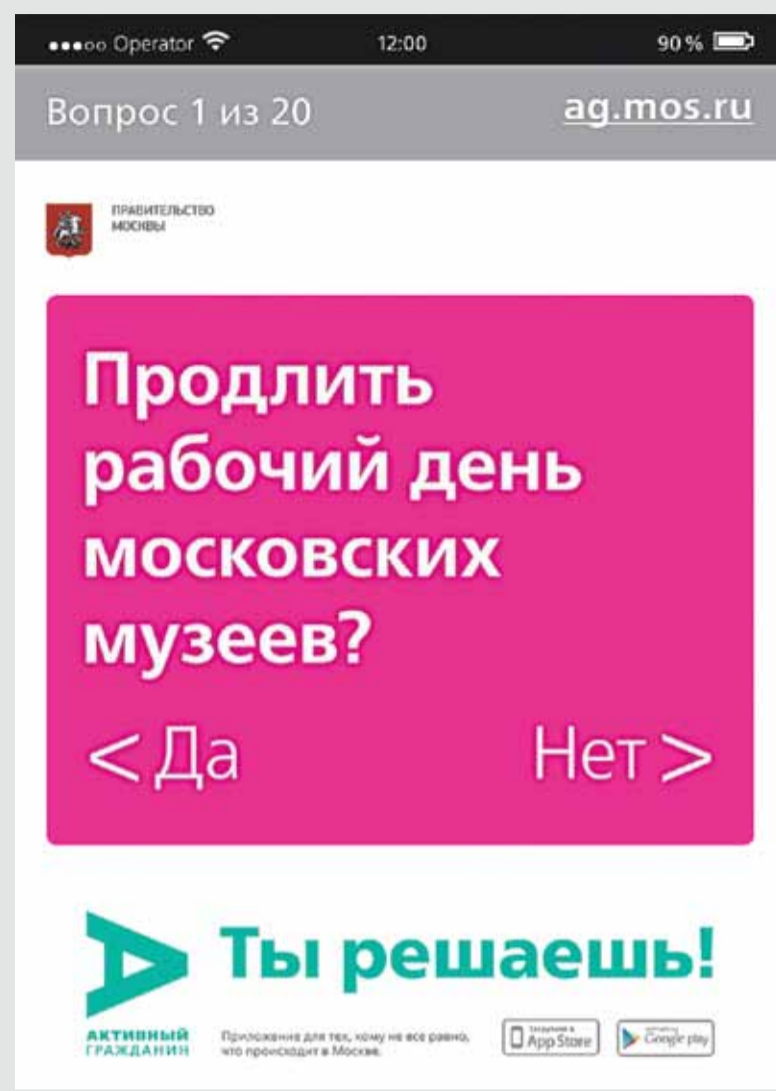 Operator 12:00 90 %
Вопрос 1 из 20 ag.mos.ru
ПРАВИТЕЛЬСТВО
МОСКВЫ
Продлить
рабочий день
московских
музеев?
< Да Нет >
Ты решаешь!
АКТИВНЫЙ
ГРАЖДАНИН
Приложение для тех, кому не все равно,
что происходит в Москве.
App Store
Google play